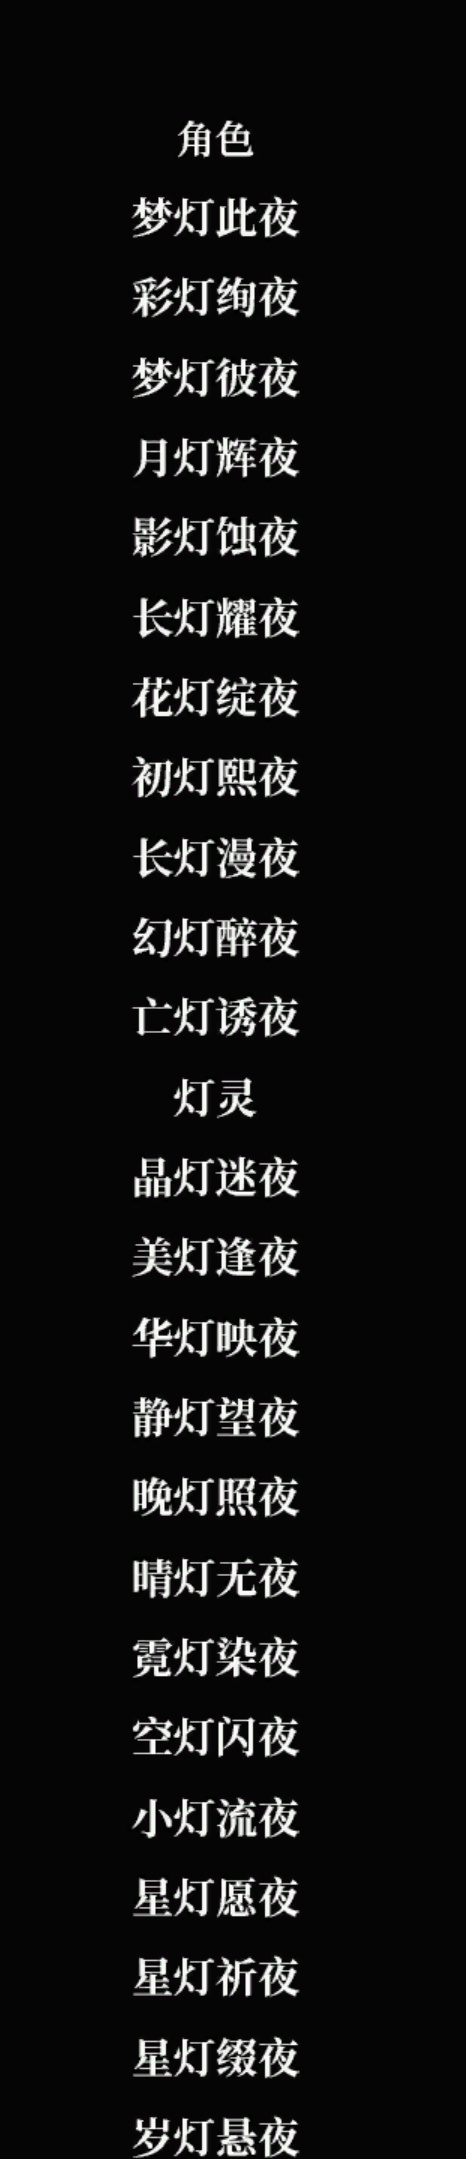 角色
梦灯此夜
彩灯绚夜
梦灯彼夜
月灯辉夜
影灯蚀夜
长灯耀夜
花灯绽夜
初灯熙夜
长灯漫夜
幻灯醉夜
亡灯诱夜
灯灵
晶灯迷夜
美灯逢夜
华灯映夜
静灯望夜
晚灯照夜
晴灯无夜
霓灯染夜
空灯闪夜
小灯流夜
星灯愿夜
星灯祈夜
星灯缀夜
岁灯悬夜